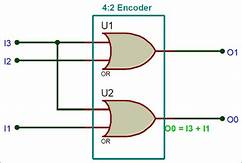 4:2 Encoder
U1
I3
I2
O1
OR
U2
I1
O0
O0 = I3 + I1
OR